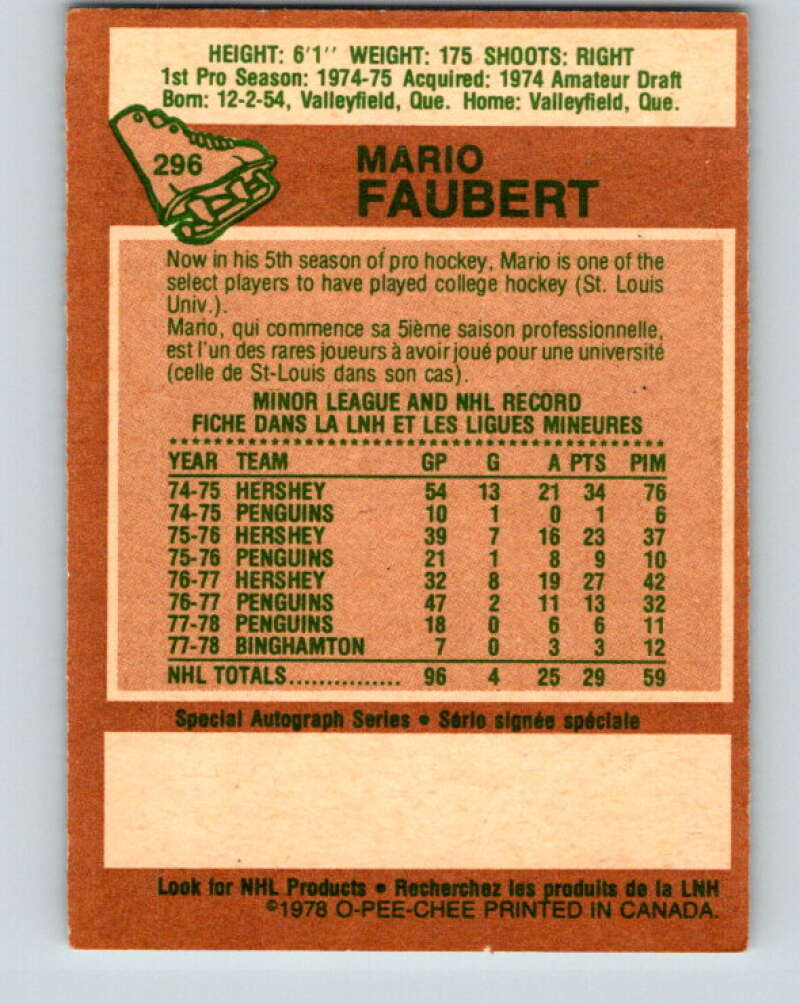 HEIGHT: 6'1'' WEIGHT: 175 SHOOTS: RIGHT
1st Pro Season: 1974-75 Acquired: 1974 Amateur Draft
Born: 12-2-54, Valleyfield, Que. Home: Valleyfield, Que.
296
MARIO
FAUBERT
Now in his 5th season of pro hockey, Mario is one of the
select players to have played college hockey (St. Louis
Univ.).
Mario, qui commence sa 5ième saison professionnelle,
est l'un des rares joueurs à avoir joué pour une université
(celle de St-Louis dans son cas).
MINOR LEAGUE AND NHL RECORD
FICHE DANS LA LNH ET LES LIGUES MINEURES
YEAR TEAM GP G A PTS PIM
74-75 HERSHEY 54 13 21 34 76
74-75 PENGUINS 10 1 0 1 6
75-76 HERSHEY 39 7 16 23 37
75-76 PENGUINS 21 1 8 9 10
76-77 HERSHEY 32 8 19 27 42
76-77 PENGUINS 47 2 11 13 32
77-78 PENGUINS 18 0 6 6 11
77-78 BINGHAMTON 7 0 3 3 12
NHL TOTALS................ 96 4 25 29 59
Special Autograph Series • Série signée spéciale
Look for NHL Products • Recherchez les produits de la LNH
©1978 O-PEE-CHEE PRINTED IN CANADA.